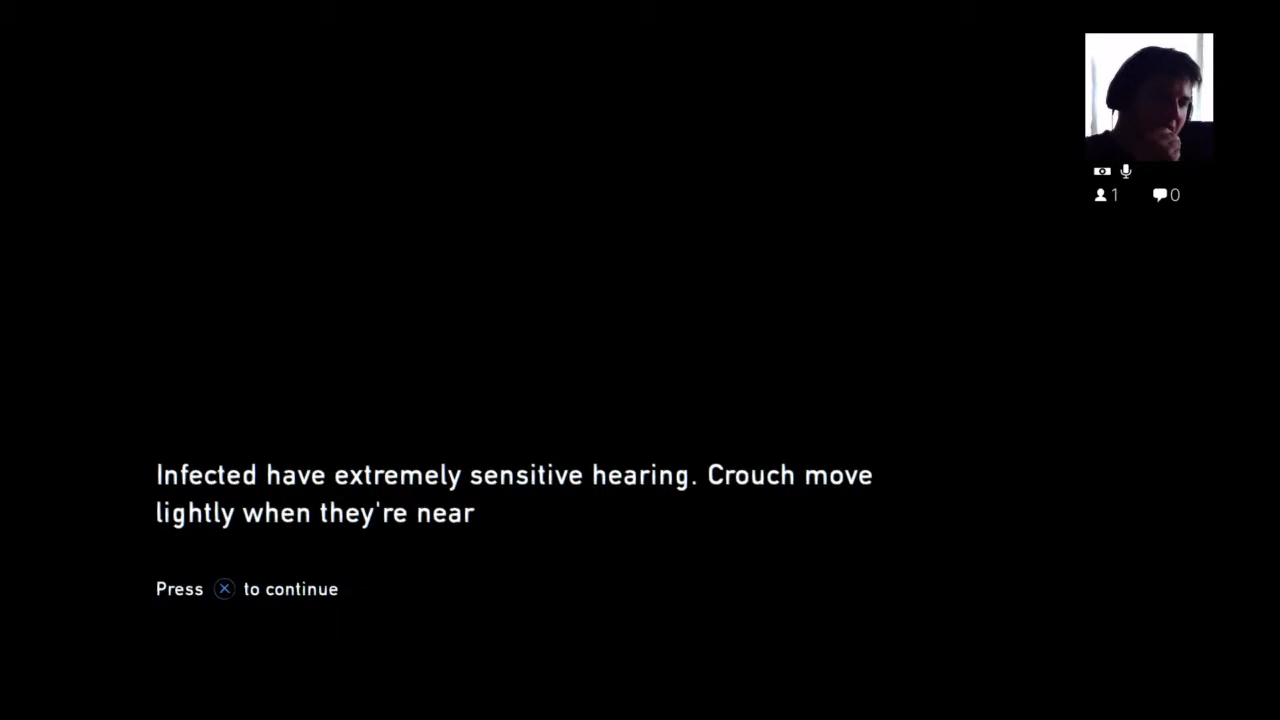 1 0
Infected have extremely sensitive hearing. Crouch move
lightly when they're near
Press ⓧ to continue